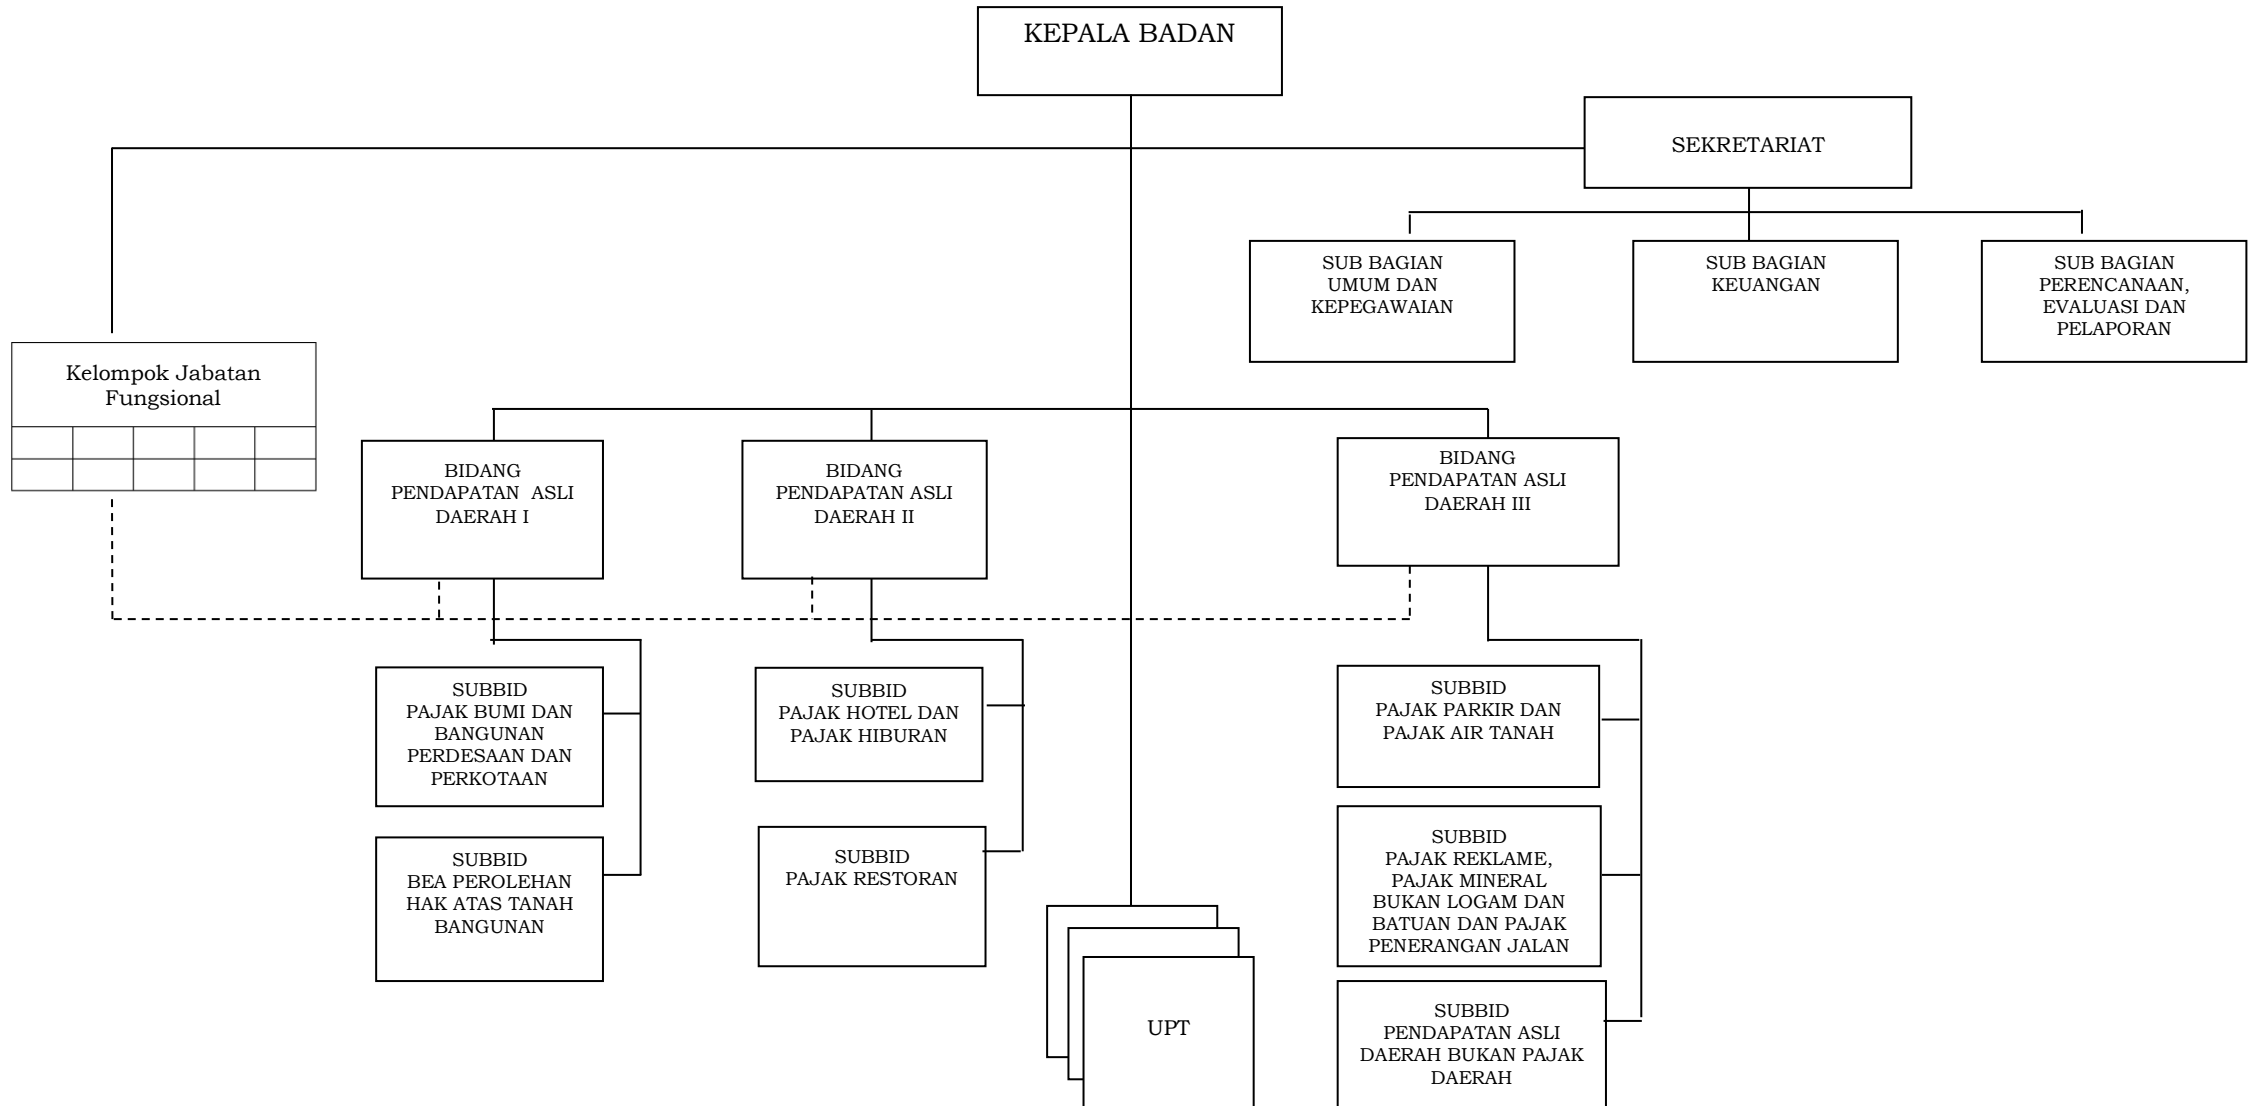 KEPALA BADAN
SEKRETARIAT
SUB BAGIAN
UMUM DAN
KEPEGAWAIAN
SUB BAGIAN
KEUANGAN
SUB BAGIAN
PERENCANAAN,
EVALUASI DAN
PELAPORAN
Kelompok Jabatan
Fungsional
BIDANG
PENDAPATAN ASLI
DAERAH I
BIDANG
PENDAPATAN ASLI
DAERAH II
BIDANG
PENDAPATAN ASLI
DAERAH III
SUBBID
PAJAK BUMI DAN
BANGUNAN
PERDESAAN DAN
PERKOTAAN
SUBBID
PAJAK HOTEL DAN
PAJAK HIBURAN
SUBBID
PAJAK PARKIR DAN
PAJAK AIR TANAH
SUBBID
BEA PEROLEHAN
HAK ATAS TANAH
BANGUNAN
SUBBID
PAJAK RESTORAN
SUBBID
PAJAK REKLAME,
PAJAK MINERAL
BUKAN LOGAM DAN
BATUAN DAN PAJAK
PENERANGAN JALAN
UPT
SUBBID
PENDAPATAN ASLI
DAERAH BUKAN PAJAK
DAERAH